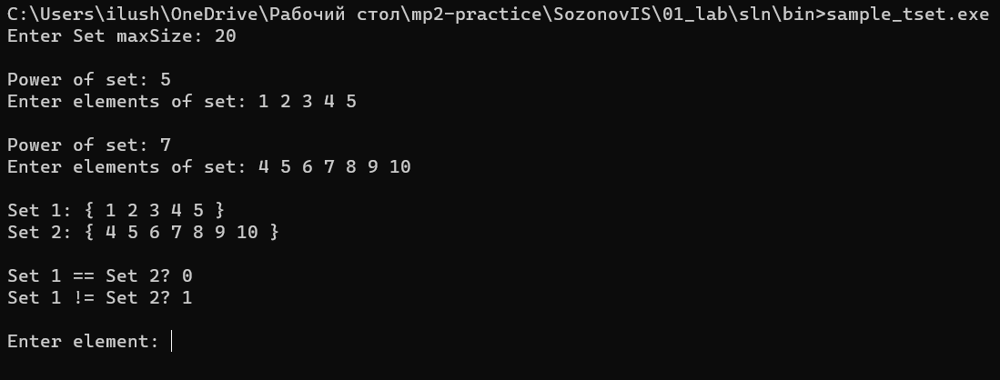 C:\Users\ilush\OneDrive\Рабочий стол\mp2-practice\SozonovIS\01_lab\sln\bin>sample_tset.exe
Enter Set maxSize: 20
Power of set: 5
Enter elements of set: 1 2 3 4 5
Power of set: 7
Enter elements of set: 4 5 6 7 8 9 10
Set 1: { 1 2 3 4 5 }
Set 2: { 4 5 6 7 8 9 10 }
Set 1 == Set 2? 0
Set 1 != Set 2? 1
Enter element: